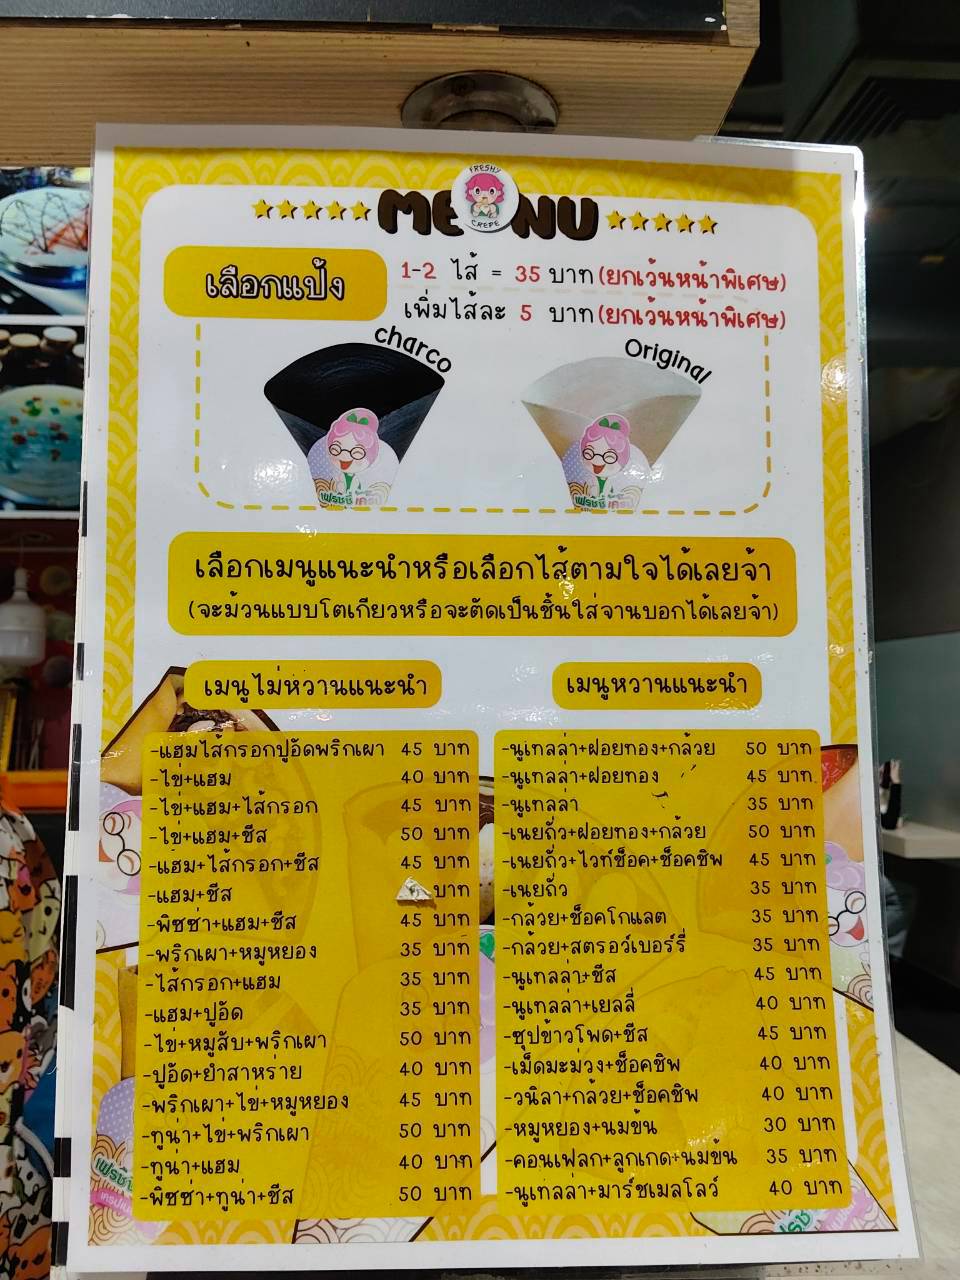 FRESHY
CREPE
MENU
เลือกแป้ง
1-2 ไส้ = 35 บาท (ยกเว้นหน้าพิเศษ)
เพิ่มไส้ละ 5 บาท (ยกเว้นหน้าพิเศษ)
charco
Original
เฟรชชี่เครป
เฟรชชี่เครป
เลือกเมนูแนะนำหรือเลือกไส้ตามใจได้เลยจ้า
(จะม้วนแบบโตเกียวหรือจะตัดเป็นชิ้นใส่จานบอกได้เลยจ้า)
เมนูไม่หวานแนะนำ
-แฮมไส้กรอกปูอัดพริกเผา 45 บาท
-ไข่+แฮม 40 บาท
-ไข่+แฮม+ไส้กรอก 45 บาท
-ไข่+แฮม+ชีส 50 บาท
-แฮม+ไส้กรอก+ชีส 45 บาท
-แฮม+ชีส บาท
-พิซซ่า+แฮม+ชีส 45 บาท
-พริกเผา+หมูหยอง 35 บาท
-ไส้กรอก+แฮม 35 บาท
-แฮม+ปูอัด 35 บาท
-ไข่+หมูสับ+พริกเผา 50 บาท
-ปูอัด+ยำสาหร่าย 40 บาท
-พริกเผา+ไข่+หมูหยอง 45 บาท
-ทูน่า+ไข่+พริกเผา 50 บาท
-ทูน่า+แฮม 40 บาท
-พิซซ่า+ทูน่า+ชีส 50 บาท
เมนูหวานแนะนำ
-นูเทลล่า+ฝอยทอง+กล้วย 50 บาท
-นูเทลล่า+ฝอยทอง 45 บาท
-นูเทลล่า 35 บาท
-เนยถั่ว+ฝอยทอง+กล้วย 50 บาท
-เนยถั่ว+ไวท์ช็อค+ช็อคชิพ 45 บาท
-เนยถั่ว 35 บาท
-กล้วย+ช็อคโกแลต 35 บาท
-กล้วย+สตรอว์เบอร์รี่ 35 บาท
-นูเทลล่า+ชีส 45 บาท
-นูเทลล่า+เยลลี่ 40 บาท
-ซุปข้าวโพด+ชีส 45 บาท
-เม็ดมะม่วง+ช็อคชิพ 40 บาท
-วนิลา+กล้วย+ช็อคชิพ 40 บาท
-หมูหยอง+นมข้น 30 บาท
-คอนเฟลก+ลูกเกด+นมข้น 35 บาท
-นูเทลล่า+มาร์ชเมลโลว์ 40 บาท